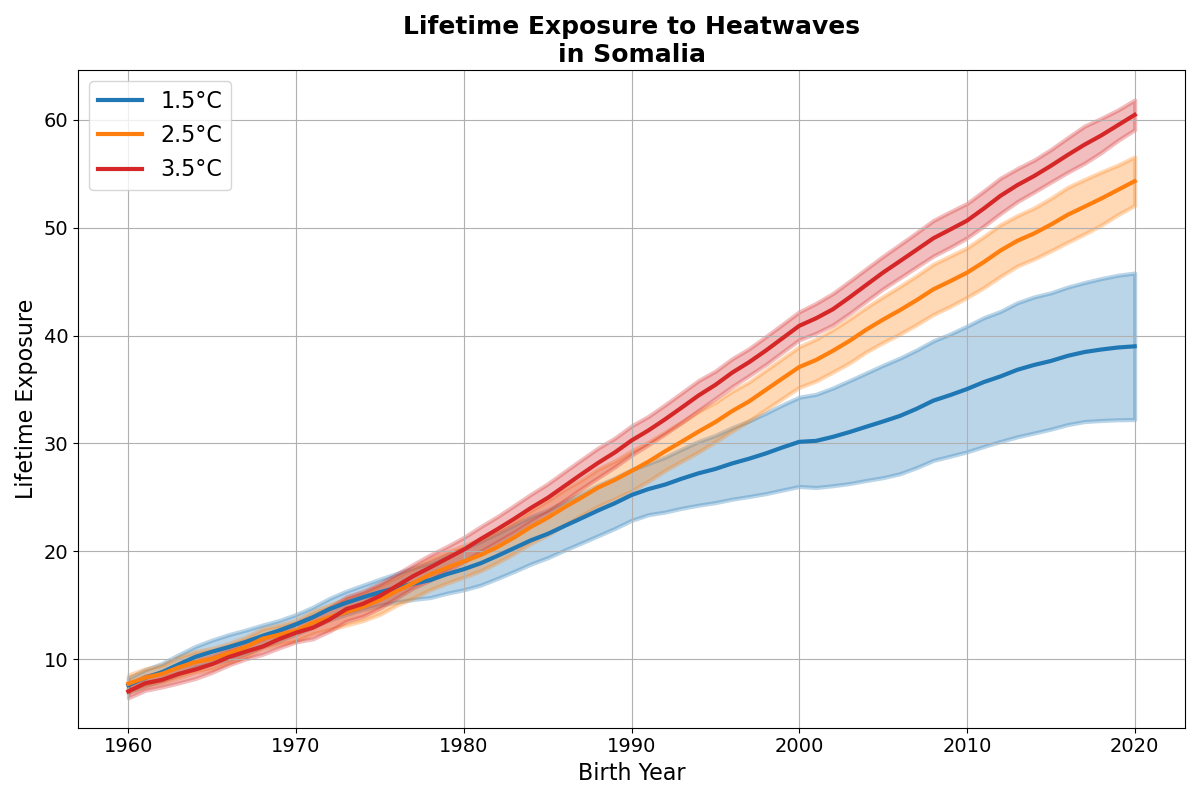 Lifetime Exposure to Heatwaves
in Somalia
1.5°C
2.5°C
3.5°C
Lifetime Exposure
60
50
40
30
20
10
1960 1970 1980 1990 2000 2010 2020
Birth Year